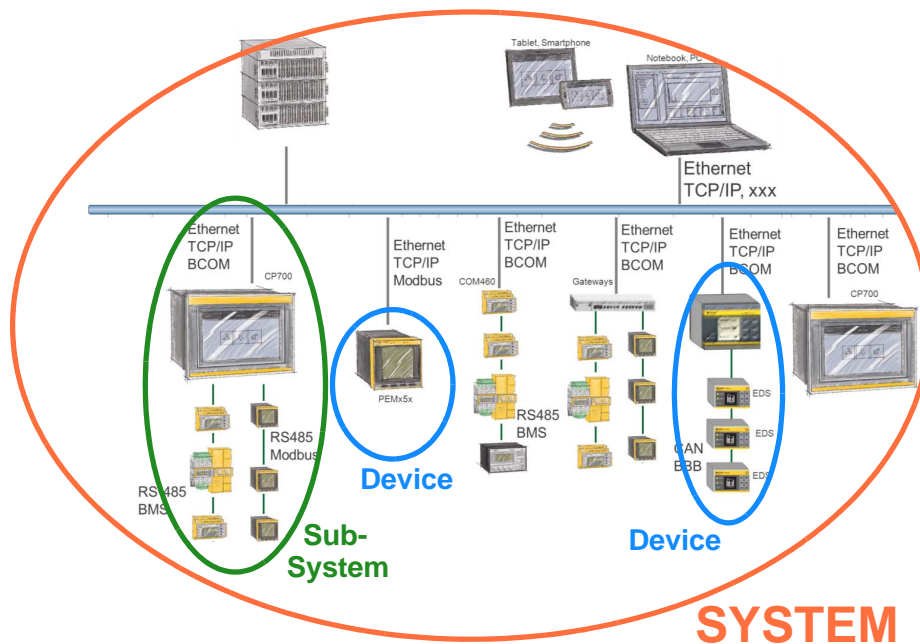 Tablet, Smartphone
Notebook, PC
Ethernet
TCP/IP, xxx
Ethernet
TCP/IP
BCOM
CP700
Ethernet
TCP/IP
Modbus
PEMx5x
Device
Ethernet
TCP/IP
BCOM
COM460
Ethernet
TCP/IP
BCOM
Gateways
Ethernet
TCP/IP
BCOM
Ethernet
TCP/IP
BCOM
CP700
RS485
Modbus
RS485
BMS
RS485
BMS
EDS
EDS
EDS
CAN
BBB
Device
Sub-
System
SYSTEM